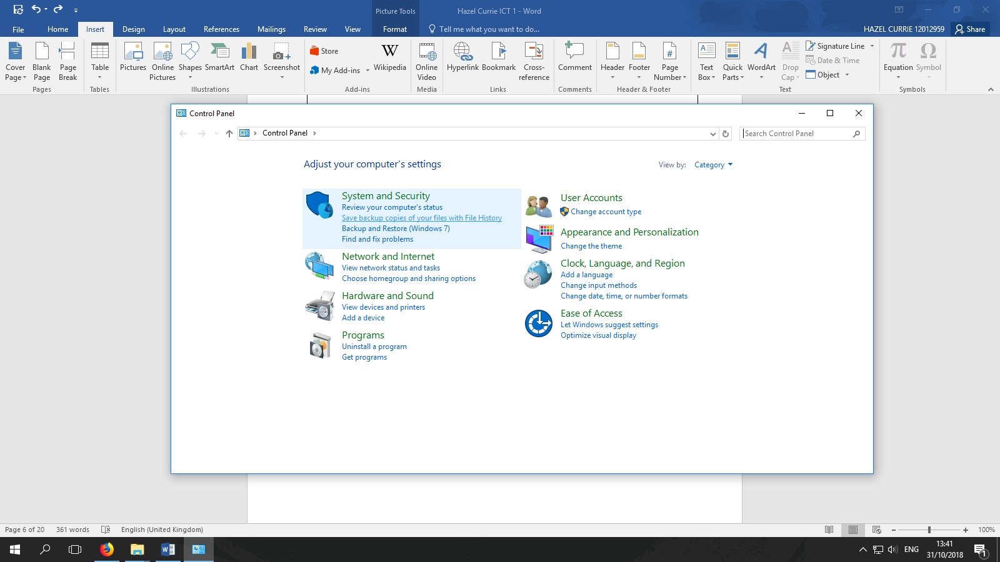 Picture Tools
Hazel Currie ICT 1 - Word
File Home Insert Design Layout References Mailings Review View Format Tell me what you want to do...
HAZEL CURRIE 12012959 Share
Cover Page
Blank Page
Page Break
Pages
Table
Tables
Pictures
Online Pictures
Shapes
SmartArt
Chart
Screenshot
Illustrations
Store
My Add-ins
Wikipedia
Add-ins
Online Video
Media
Hyperlink
Bookmark
Cross-reference
Links
Comment
Comments
Header
Footer
Page Number
Header & Footer
Text Box
Quick Parts
WordArt
Drop Cap
Signature Line
Date & Time
Object
Text
Equation
Symbol
Symbols
Control Panel
Control Panel
Search Control Panel
Adjust your computer's settings
View by: Category
System and Security
Review your computer's status
Save backup copies of your files with File History
Backup and Restore (Windows 7)
Find and fix problems
Network and Internet
View network status and tasks
Choose homegroup and sharing options
Hardware and Sound
View devices and printers
Add a device
Programs
Uninstall a program
Get programs
User Accounts
Change account type
Appearance and Personalization
Change the theme
Clock, Language, and Region
Add a language
Change input methods
Change date, time, or number formats
Ease of Access
Let Windows suggest settings
Optimize visual display
Page 6 of 20 361 words English (United Kingdom)
100%
ENG
13:41
31/10/2018
1